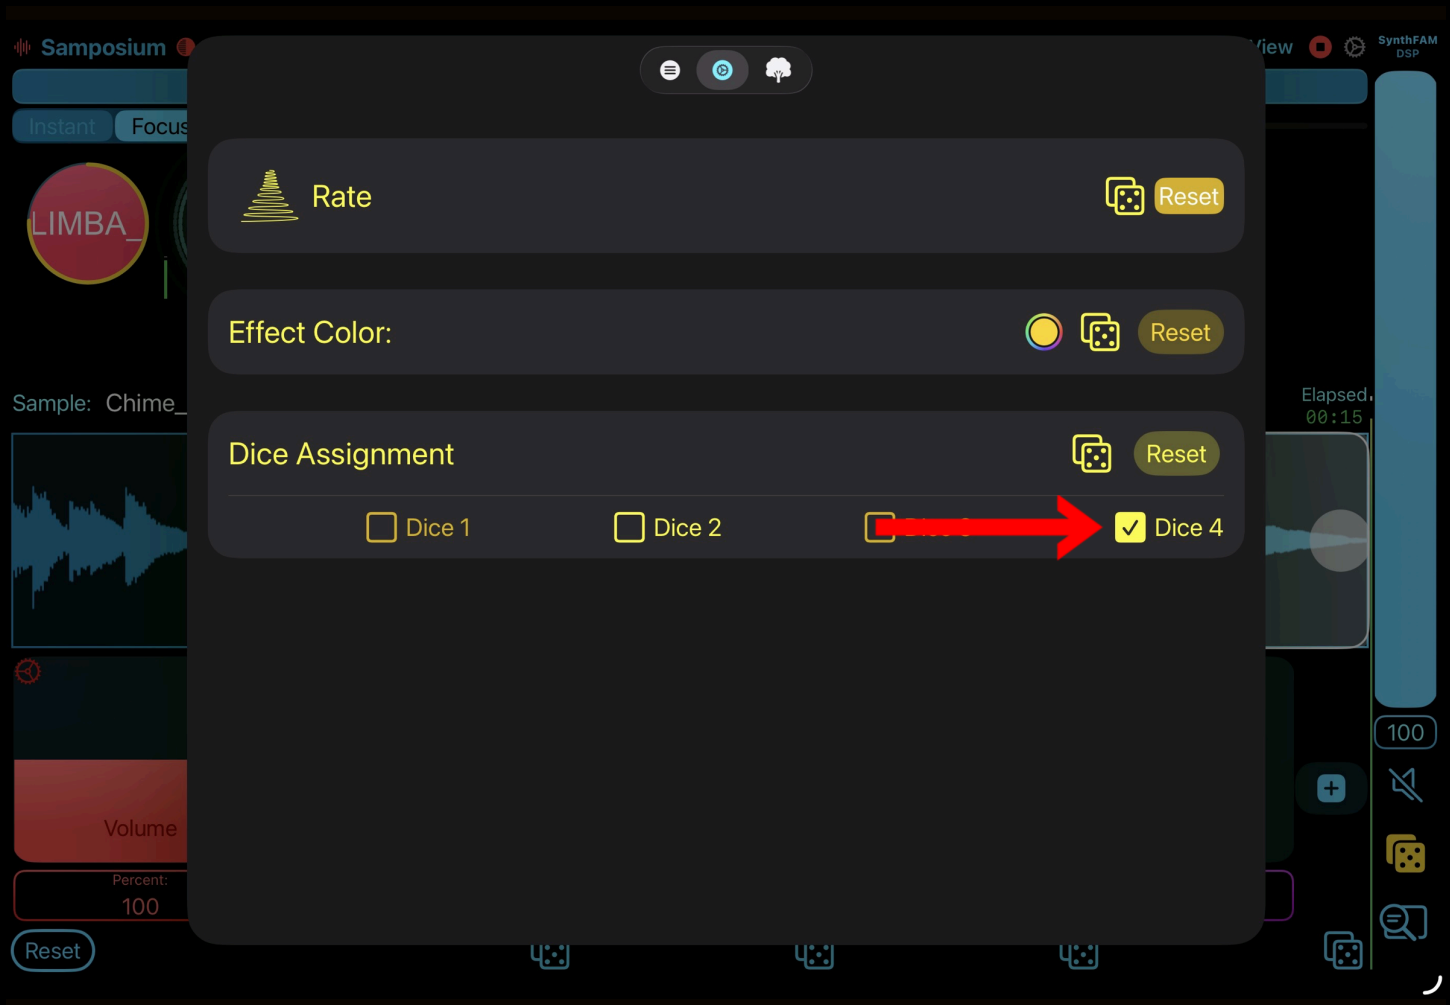 Samposium
View
SynthFAM
DSP
Instant
Focus
Rate
Reset
LIMBA_
Effect Color:
Reset
Sample: Chime_
Elapsed
00:15
Dice Assignment
Reset
Dice 1
Dice 2
Dice 4
100
Volume
Percent:
100
Reset